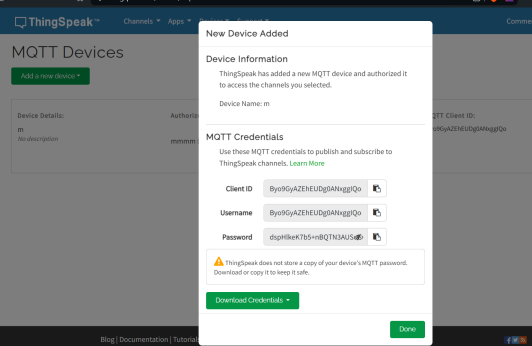 ThingSpeak™
Channels
Apps
Support
Comme
MQTT Devices
Add a new device
Device Details:
m
No description
Authoriz
mmmm
QTT Client ID:
New Device Added
Device Information
ThingSpeak has added a new MQTT device and authorized it
to access the channels you selected.
Device Name: m
MQTT Credentials
Use these MQTT credentials to publish and subscribe to
ThingSpeak channels. Learn More
Client ID
Byo9GyAZEhEUDg0ANxggIQo
Username
Byo9GyAZEhEUDg0ANxggIQo
Password
dspHlkeK7b5+nBQTN3AUS
ThingSpeak does not store a copy of your device's MQTT password.
Download or copy it to keep it safe.
Download Credentials
Done
Blog | Documentation | Tutorial